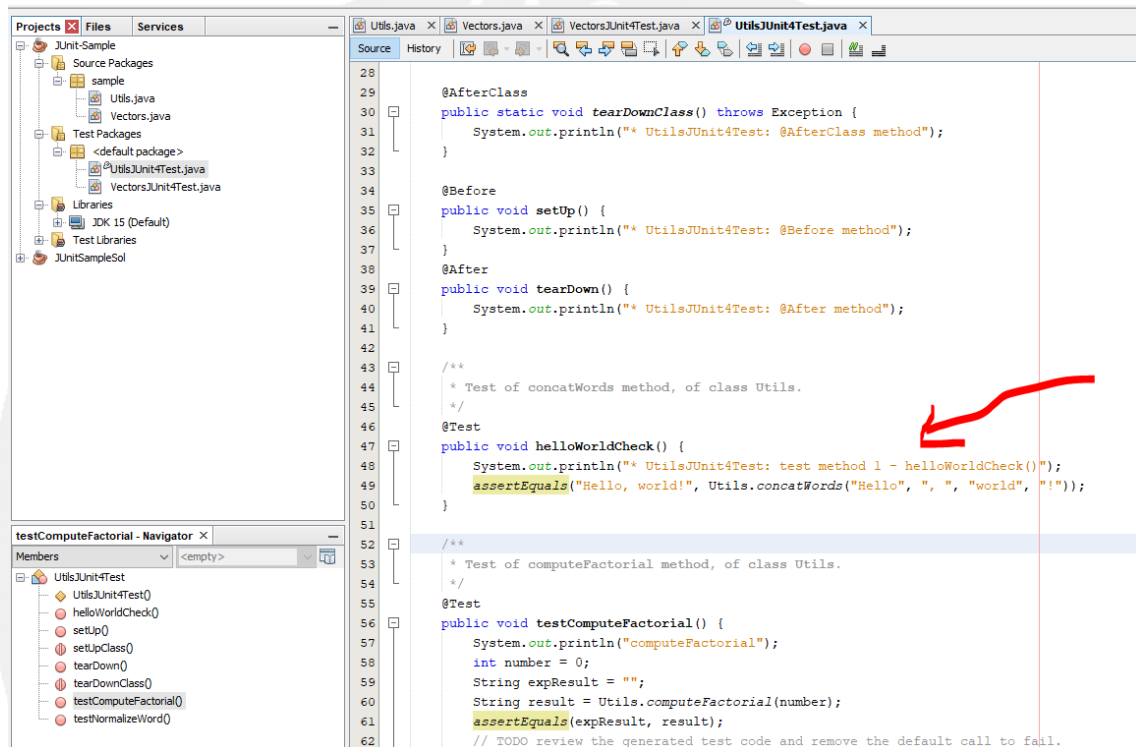 Projects Files Services
JUnit-Sample
Source Packages
sample
Utils.java
Vectors.java
Test Packages
<default package>
UtilsJUnit4Test.java
VectorsJUnit4Test.java
Libraries
JDK 15 (Default)
Test Libraries
JUnitSampleSol
testComputeFactorial - Navigator
Members <empty>
UtilsJUnit4Test
UtilsJUnit4Test()
helloWorldCheck()
setUp()
setUpClass()
tearDown()
tearDownClass()
testComputeFactorial()
testNormalizeWord()
Utils.java Vectors.java VectorsJUnit4Test.java UtilsJUnit4Test.java
Source History
28
29 @AfterClass
30 public static void tearDownClass() throws Exception {
31 System.out.println("* UtilsJUnit4Test: @AfterClass method");
32 }
33
34 @Before
35 public void setUp() {
36 System.out.println("* UtilsJUnit4Test: @Before method");
37 }
38 @After
39 public void tearDown() {
40 System.out.println("* UtilsJUnit4Test: @After method");
41 }
42
43 /**
44 * Test of concatWords method, of class Utils.
45 */
46 @Test
47 public void helloWorldCheck() {
48 System.out.println("* UtilsJUnit4Test: test method 1 - helloWorldCheck()");
49 assertEquals("Hello, world!", Utils.concatWords("Hello", ", ", "world", "!"));
50 }
51
52 /**
53 * Test of computeFactorial method, of class Utils.
54 */
55 @Test
56 public void testComputeFactorial() {
57 System.out.println("computeFactorial");
58 int number = 0;
59 String expResult = "";
60 String result = Utils.computeFactorial(number);
61 assertEquals(expResult, result);
62 // TODO review the generated test code and remove the default call to fail.